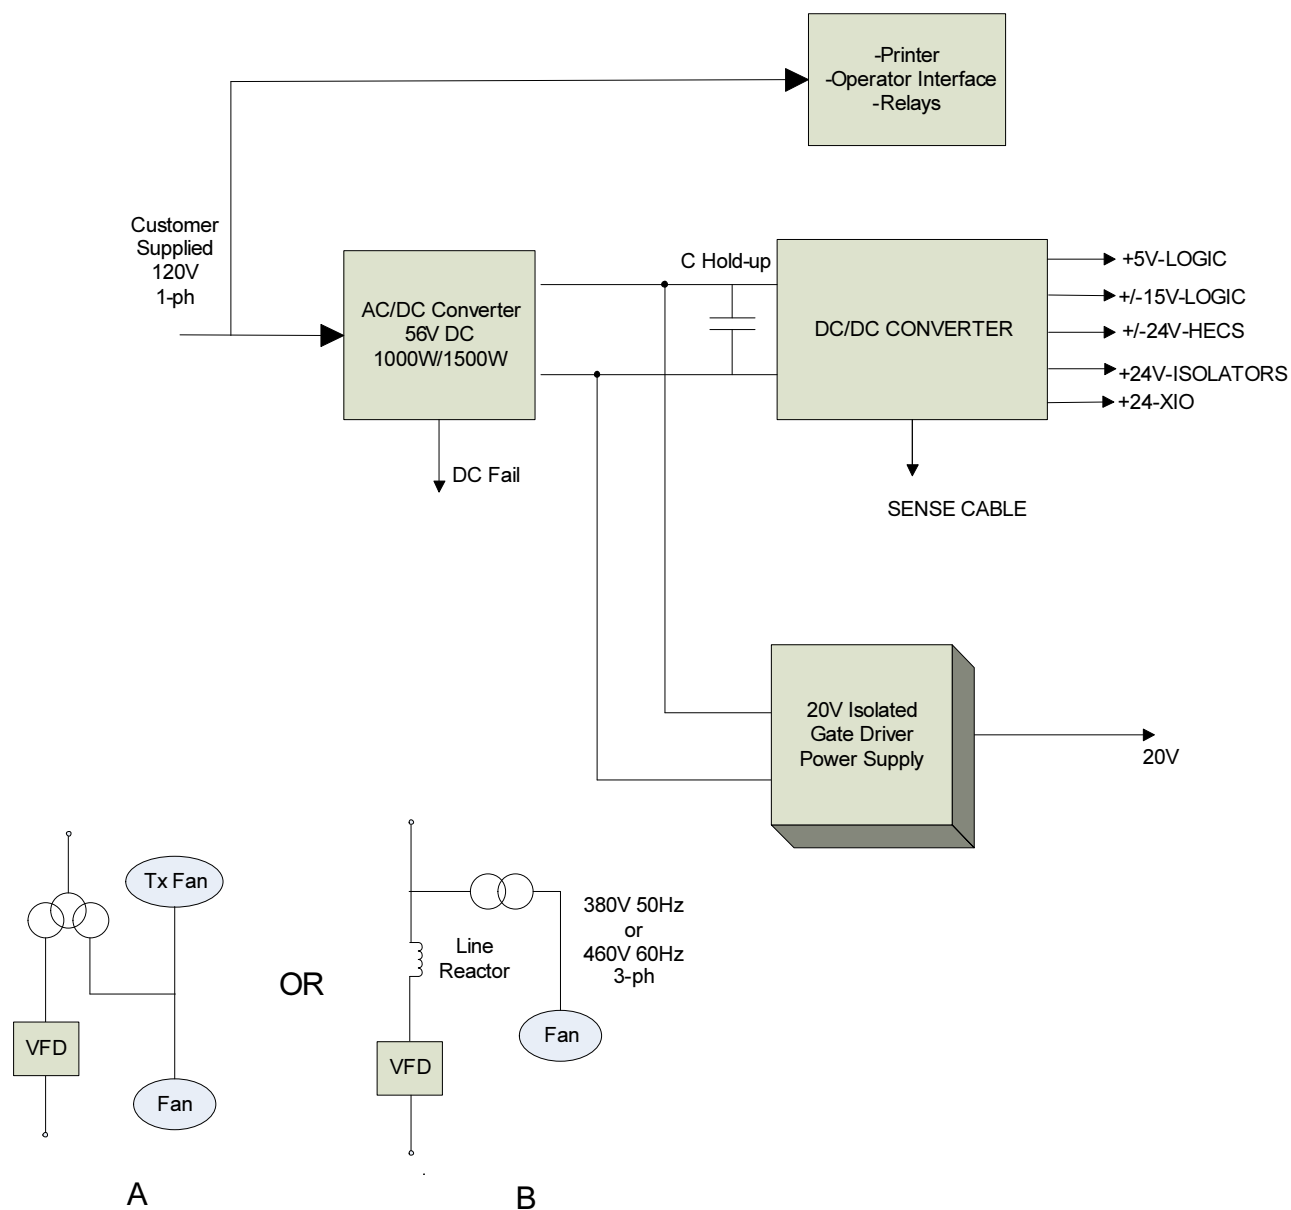 -Printer
-Operator Interface
-Relays
Customer
Supplied
120V
1-ph
AC/DC Converter
56V DC
1000W/1500W
C Hold-up
DC/DC CONVERTER
+5V-LOGIC
+/-15V-LOGIC
+/-24V-HECS
+24V-ISOLATORS
+24-XIO
DC Fail
SENSE CABLE
20V Isolated
Gate Driver
Power Supply
20V
Tx Fan
VFD
Fan
A
OR
Line
Reactor
380V 50Hz
or
460V 60Hz
3-ph
Fan
VFD
B